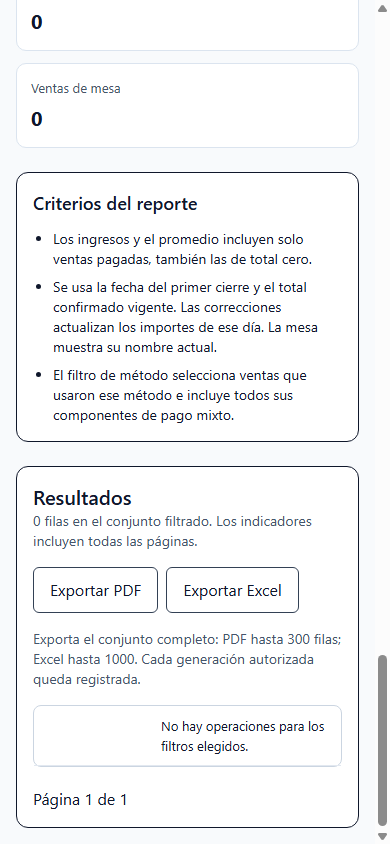 0
Ventas de mesa
0
Criterios del reporte
Los ingresos y el promedio incluyen solo
ventas pagadas, también las de total cero.
Se usa la fecha del primer cierre y el total
confirmado vigente. Las correcciones
actualizan los importes de ese día. La mesa
muestra su nombre actual.
El filtro de método selecciona ventas que
usaron ese método e incluye todos sus
componentes de pago mixto.
Resultados
0 filas en el conjunto filtrado. Los indicadores
incluyen todas las páginas.
Exportar PDF Exportar Excel
Exporta el conjunto completo: PDF hasta 300 filas;
Excel hasta 1000. Cada generación autorizada
queda registrada.
No hay operaciones para los
filtros elegidos.
Página 1 de 1